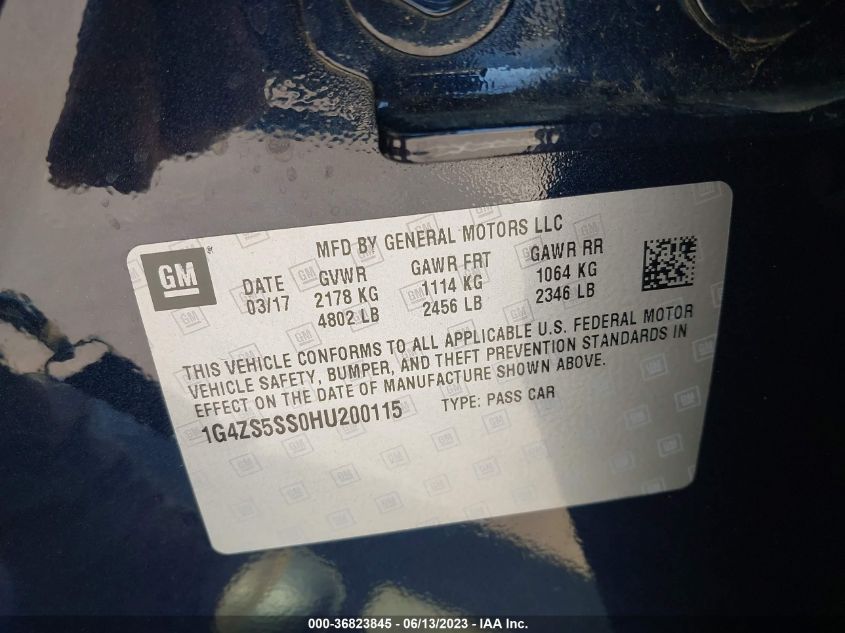 MFD BY GENERAL MOTORS LLC
GM
DATE GVWR GAWR FRT GAWR RR
03/17 2178 KG 1114 KG 1064 KG
4802 LB 2456 LB 2346 LB
THIS VEHICLE CONFORMS TO ALL APPLICABLE U.S. FEDERAL MOTOR
VEHICLE SAFETY, BUMPER, AND THEFT PREVENTION STANDARDS IN
EFFECT ON THE DATE OF MANUFACTURE SHOWN ABOVE.
1G4ZS5SS0HU200115 TYPE: PASS CAR
000-36823845 - 06/13/2023 - IAA Inc.